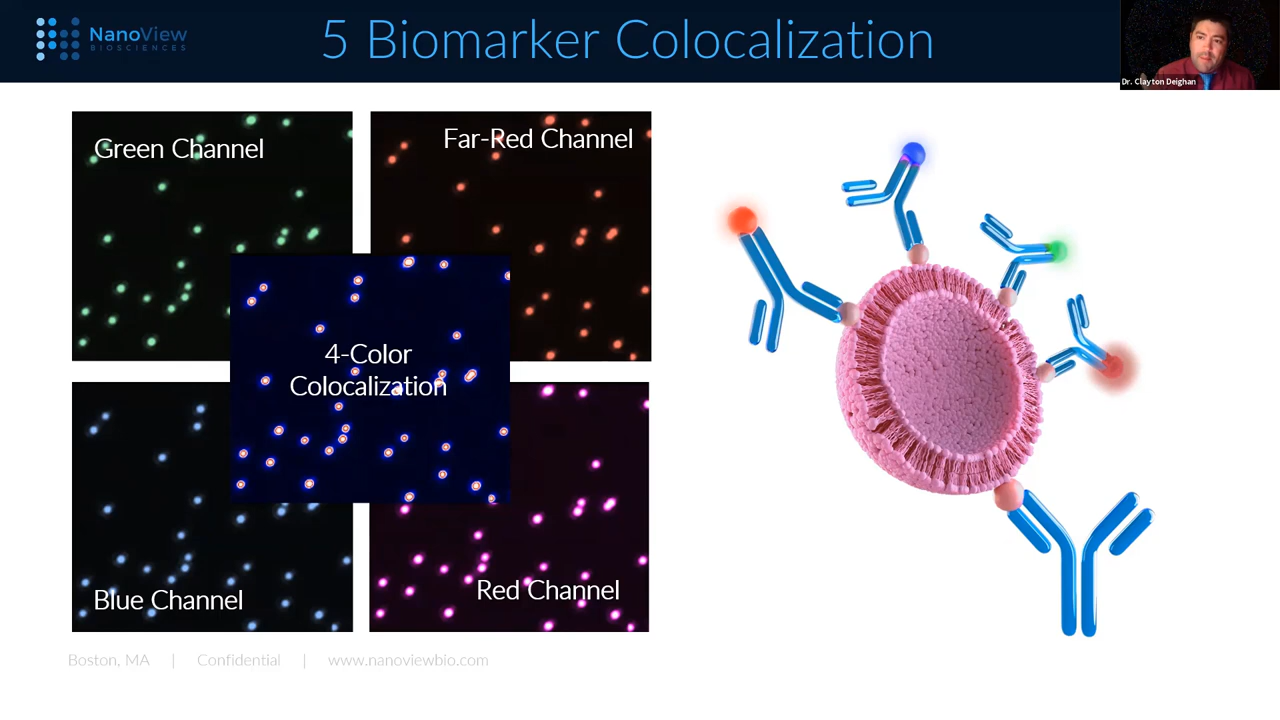 NanoView
BIOSCIENCES
5 Biomarker Colocalization
Dr. Clayton Deighan
Green Channel
Far-Red Channel
4-Color
Colocalization
Blue Channel
Red Channel
Boston, MA | Confidential | www.nanoviewbio.com